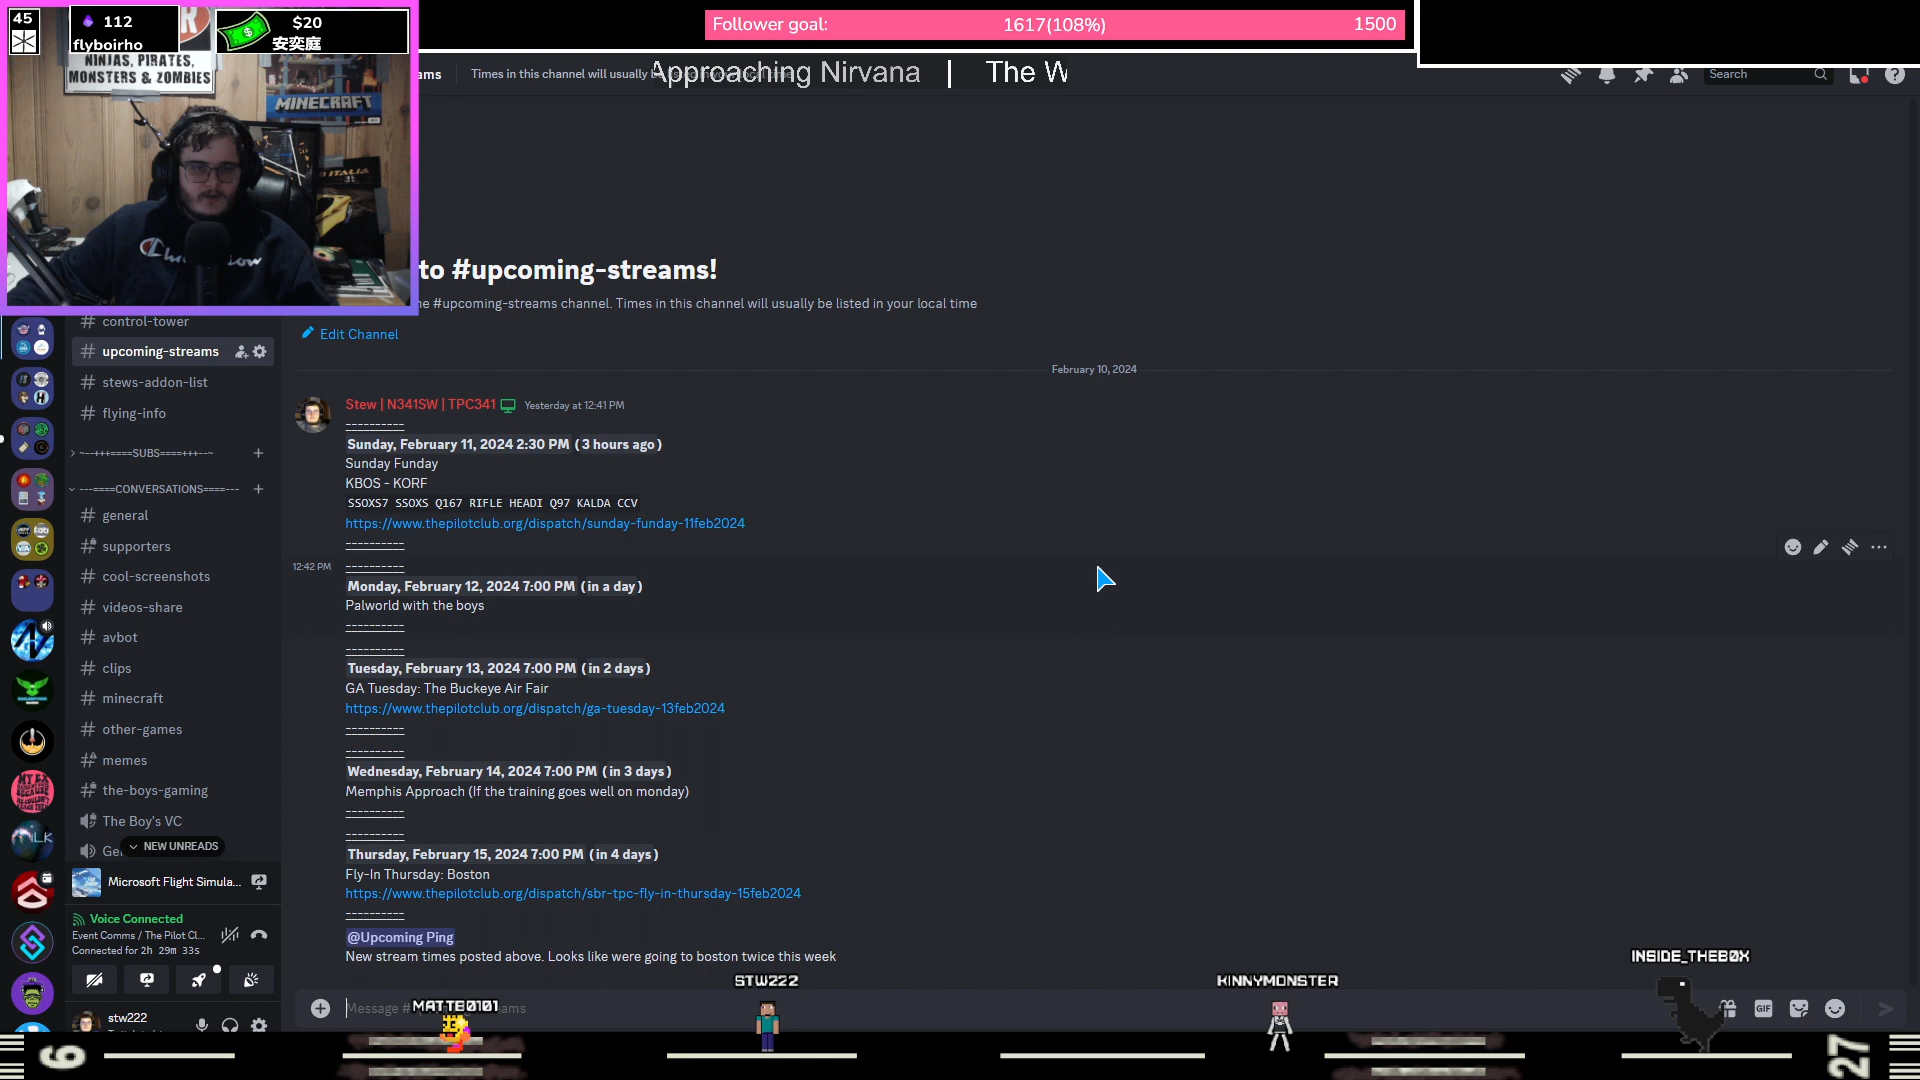 45
112
flyboirho
$20
安奕庭
Follower goal:
1617(108%)
1500
NINJAS, PIRATES,
MONSTERS & ZOMBIES
MINECRAFT
ITALIA
Champion
ams
Times in this channel will usually b
Approaching Nirvana | The W
Search
to #upcoming-streams!
e #upcoming-streams channel. Times in this channel will usually be listed in your local time
Edit Channel
control-tower
upcoming-streams
stews-addon-list
flying-info
~--+++====SUBS====+++--~
---====CONVERSATIONS====---
general
supporters
cool-screenshots
videos-share
avbot
clips
minecraft
other-games
memes
the-boys-gaming
The Boy's VC
Ge
NEW UNREADS
Microsoft Flight Simula...
Voice Connected
Event Comms / The Pilot Cl...
Connected for 2h 29m 33s
stw222
February 10, 2024
Stew | N341SW | TPC341 Yesterday at 12:41 PM
----------
Sunday, February 11, 2024 2:30 PM (3 hours ago)
Sunday Funday
KBOS - KORF
SSOXS7 SSOXS Q167 RIFLE HEADI Q97 KALDA CCV
https://www.thepilotclub.org/dispatch/sunday-funday-11feb2024
----------
12:42 PM
----------
Monday, February 12, 2024 7:00 PM (in a day)
Palworld with the boys
----------
----------
Tuesday, February 13, 2024 7:00 PM (in 2 days)
GA Tuesday: The Buckeye Air Fair
https://www.thepilotclub.org/dispatch/ga-tuesday-13feb2024
----------
----------
Wednesday, February 14, 2024 7:00 PM (in 3 days)
Memphis Approach (If the training goes well on monday)
----------
----------
Thursday, February 15, 2024 7:00 PM (in 4 days)
Fly-In Thursday: Boston
https://www.thepilotclub.org/dispatch/sbr-tpc-fly-in-thursday-15feb2024
----------
@Upcoming Ping
New stream times posted above. Looks like were going to boston twice this week
Message # ams
GIF
MATTE0101
STW222
KINNYMONSTER
INSIDE_THEB0X
9
27